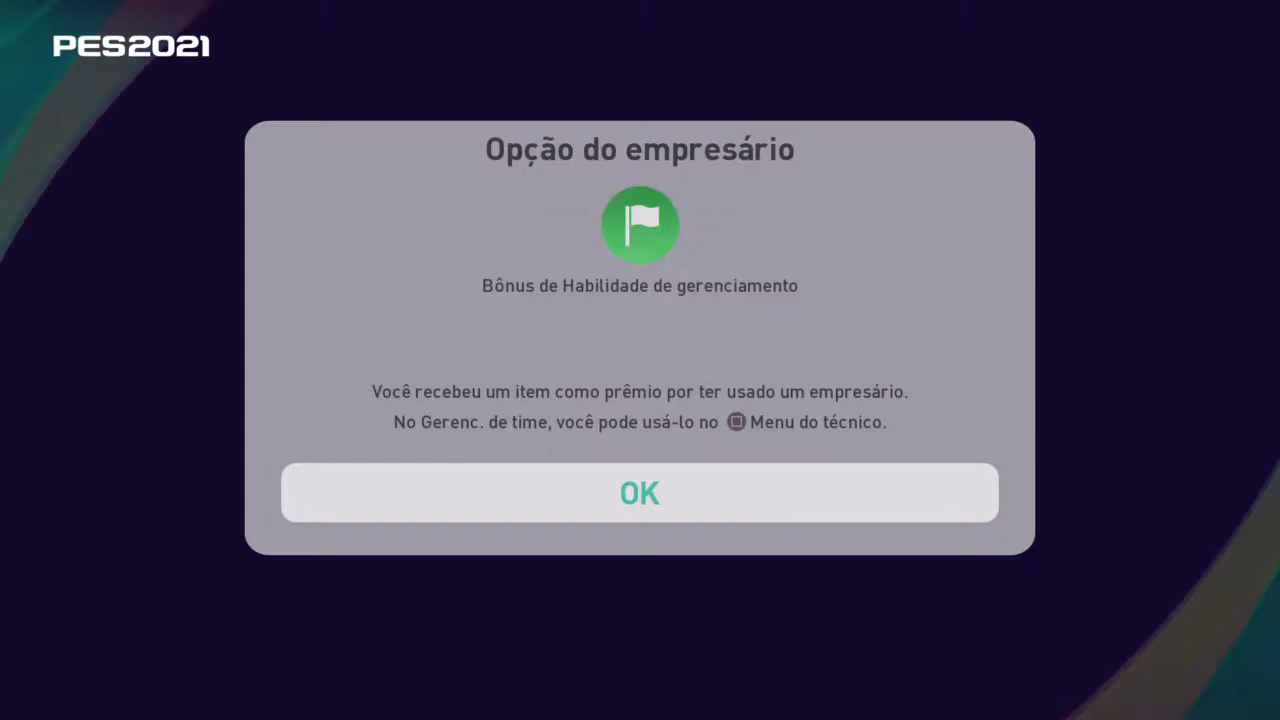 PES2021
Opção do empresário
Bônus de Habilidade de gerenciamento
Você recebeu um item como prêmio por ter usado um empresário.
No Gerenc. de time, você pode usá-lo no Menu do técnico.
OK